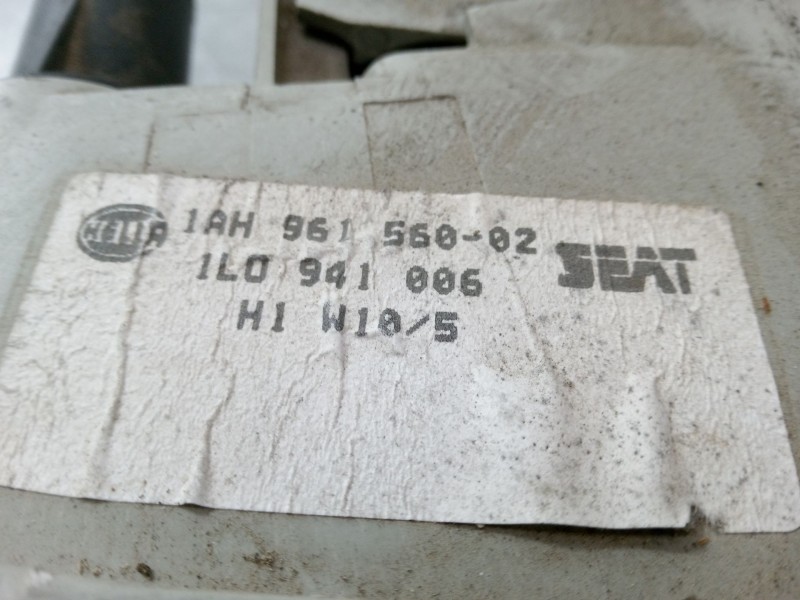 HELLA 1AH 961 560-02
1L0 941 006 SEAT
H1 W10/5